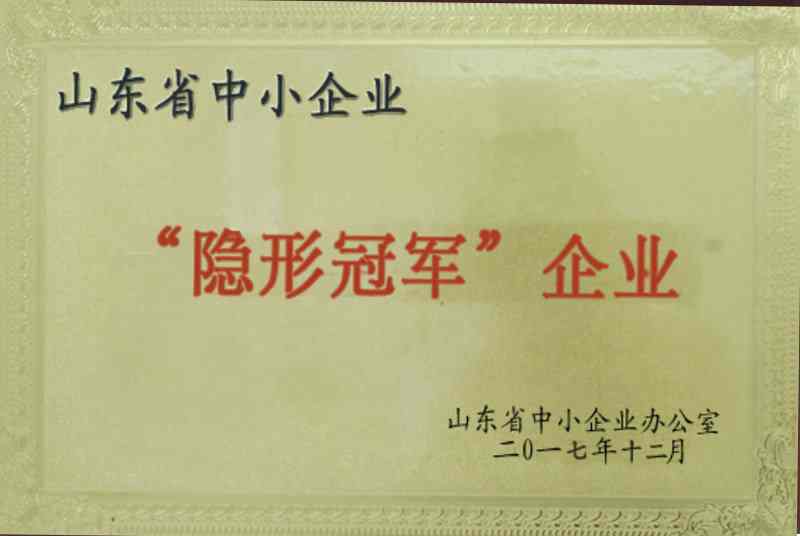 山东省中小企业
“隐形冠军”企业
山东省中小企业办公室
二0一七年十二月